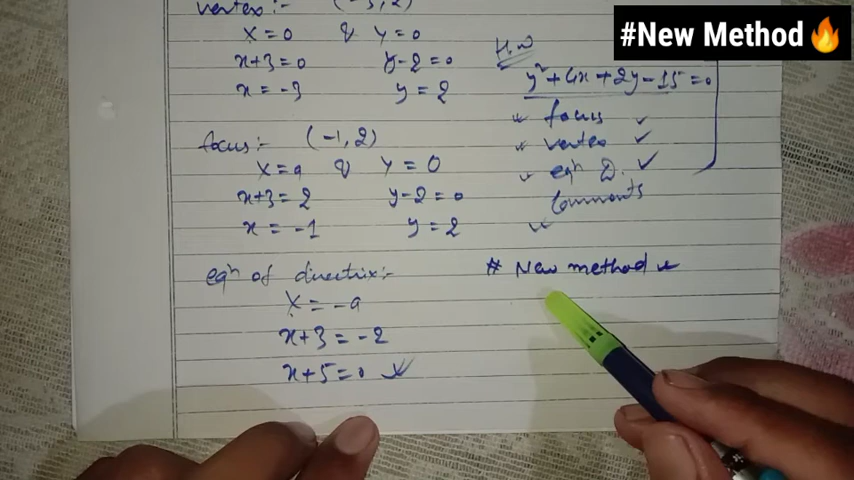 #New Method🔥
vertex :- (-3, 2)
X = 0 & Y = 0
x+3 = 0 y-2 = 0
x = -3 y = 2
focus :- (-1, 2)
X = a & Y = 0
x+3 = 2 y-2 = 0
x = -1 y = 2
eqⁿ of directrix :-
X = -a
x+3 = -2
x+5 = 0
H.W
y² + 4x + 2y - 15 = 0
focus
vertex
eqⁿ D.
Comments
# New method